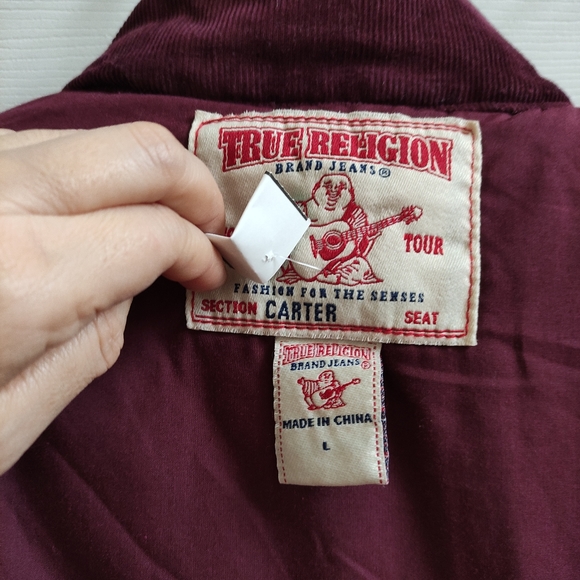 TRUE RELIGION
BRAND JEANS®
TOUR
FASHION FOR THE SENSES
SECTION CARTER SEAT
TRUE RELIGION
BRAND JEANS®
MADE IN CHINA
L